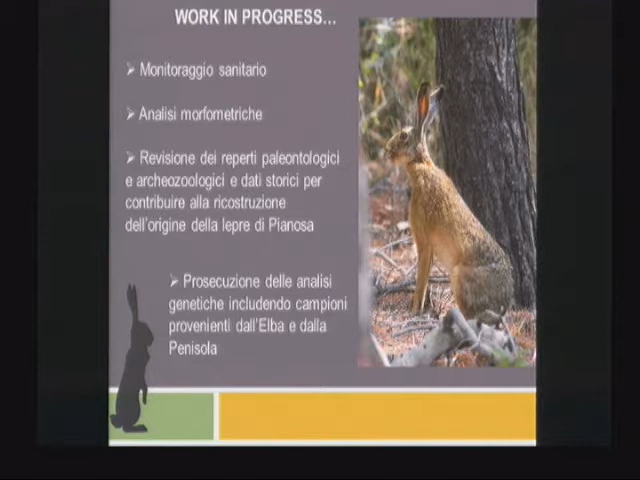 WORK IN PROGRESS...
➢ Monitoraggio sanitario
➢ Analisi morfometriche
➢ Revisione dei reperti paleontologici
e archeozoologici e dati storici per
contribuire alla ricostruzione
dell'origine della lepre di Pianosa
➢ Prosecuzione delle analisi
genetiche includendo campioni
provenienti dall'Elba e dalla
Penisola